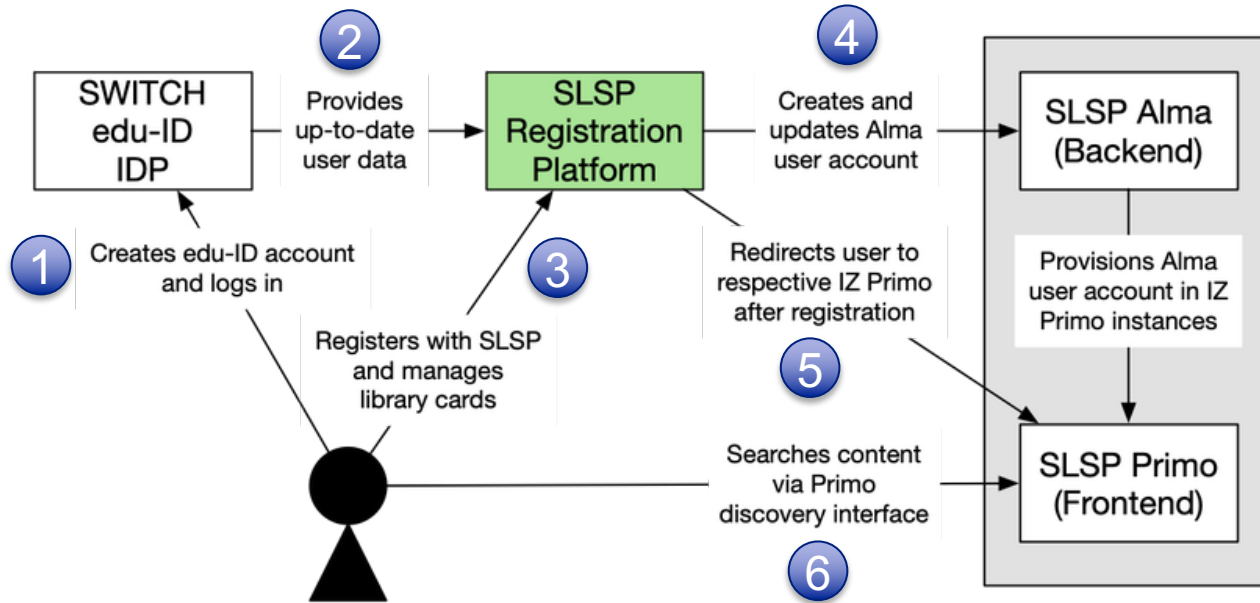 2
4
SWITCH
edu-ID
IDP
Provides
up-to-date
user data
SLSP
Registration
Platform
Creates and
updates Alma
user account
SLSP Alma
(Backend)
1
Creates edu-ID account
and logs in
3
Redirects user to
respective IZ Primo
after registration
Provisions Alma
user account in IZ
Primo instances
Registers with SLSP
and manages
library cards
5
Searches content
via Primo
discovery interface
SLSP Primo
(Frontend)
6